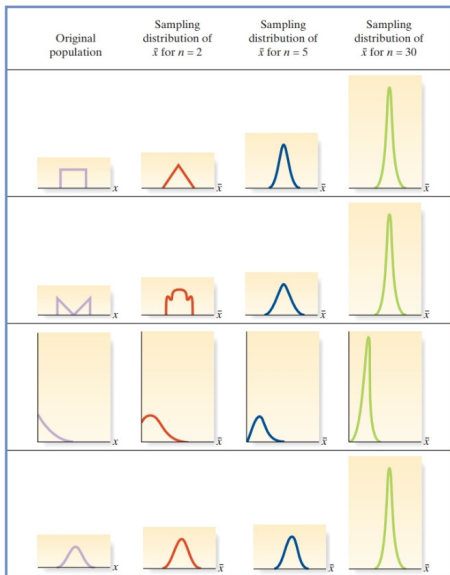 Original
population
Sampling
distribution of
x̄ for n = 2
Sampling
distribution of
x̄ for n = 5
Sampling
distribution of
x̄ for n = 30
x
x̄
x̄
x̄
x
x̄
x̄
x̄
x
x̄
x̄
x̄
x
x̄
x̄
x̄